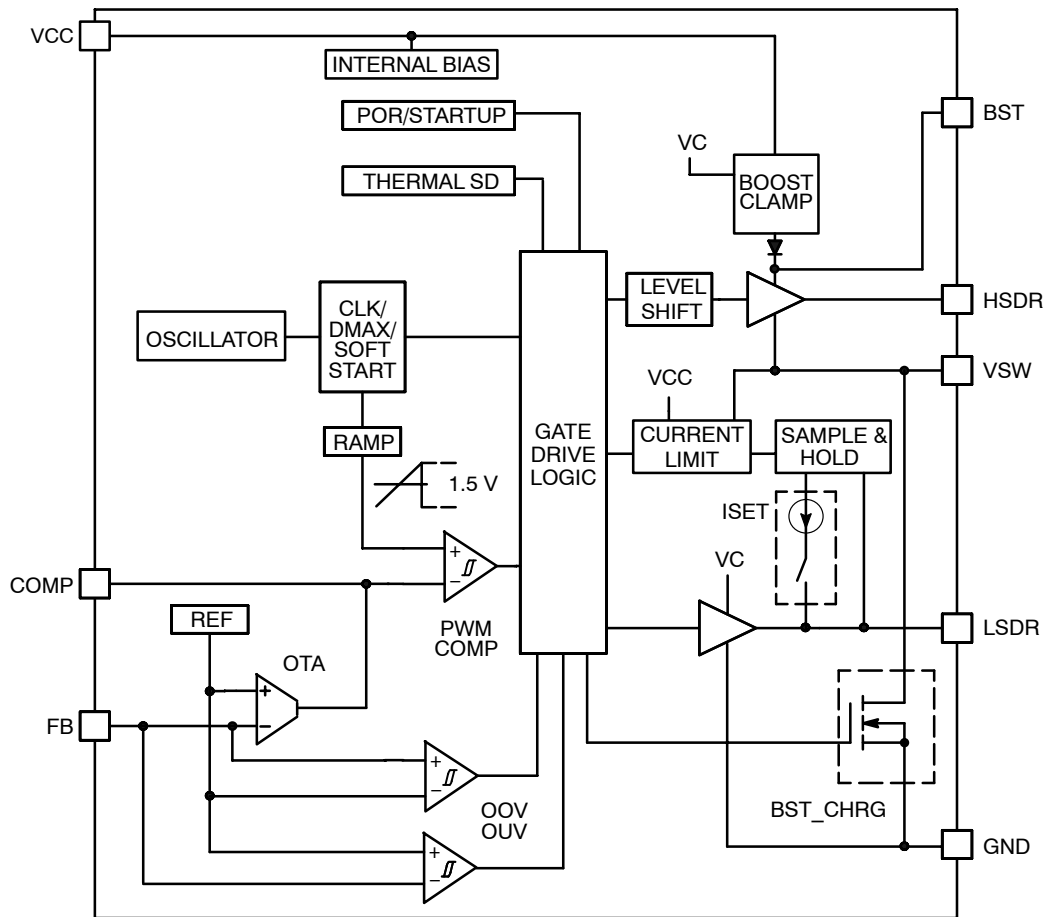 VCC
INTERNAL BIAS
POR/STARTUP
THERMAL SD
VC
BOOST
CLAMP
BST
LEVEL
SHIFT
HSDR
OSCILLATOR
CLK/
DMAX/
SOFT
START
VSW
VCC
RAMP
GATE
DRIVE
LOGIC
CURRENT
LIMIT
SAMPLE &
HOLD
1.5 V
ISET
+
−
PWM
COMP
COMP
VC
LSDR
REF
OTA
+
−
FB
+
−
OOV
OUV
BST_CHRG
+
−
GND